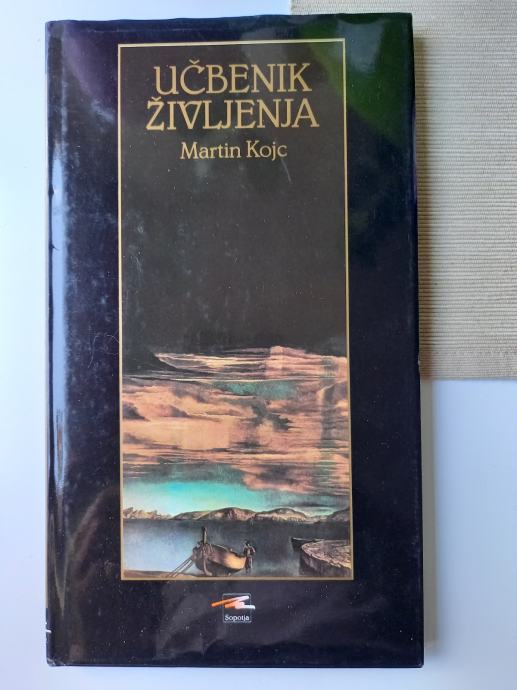 UČBENIK
ŽIVLJENJA
Martin Kojc
Sopotja